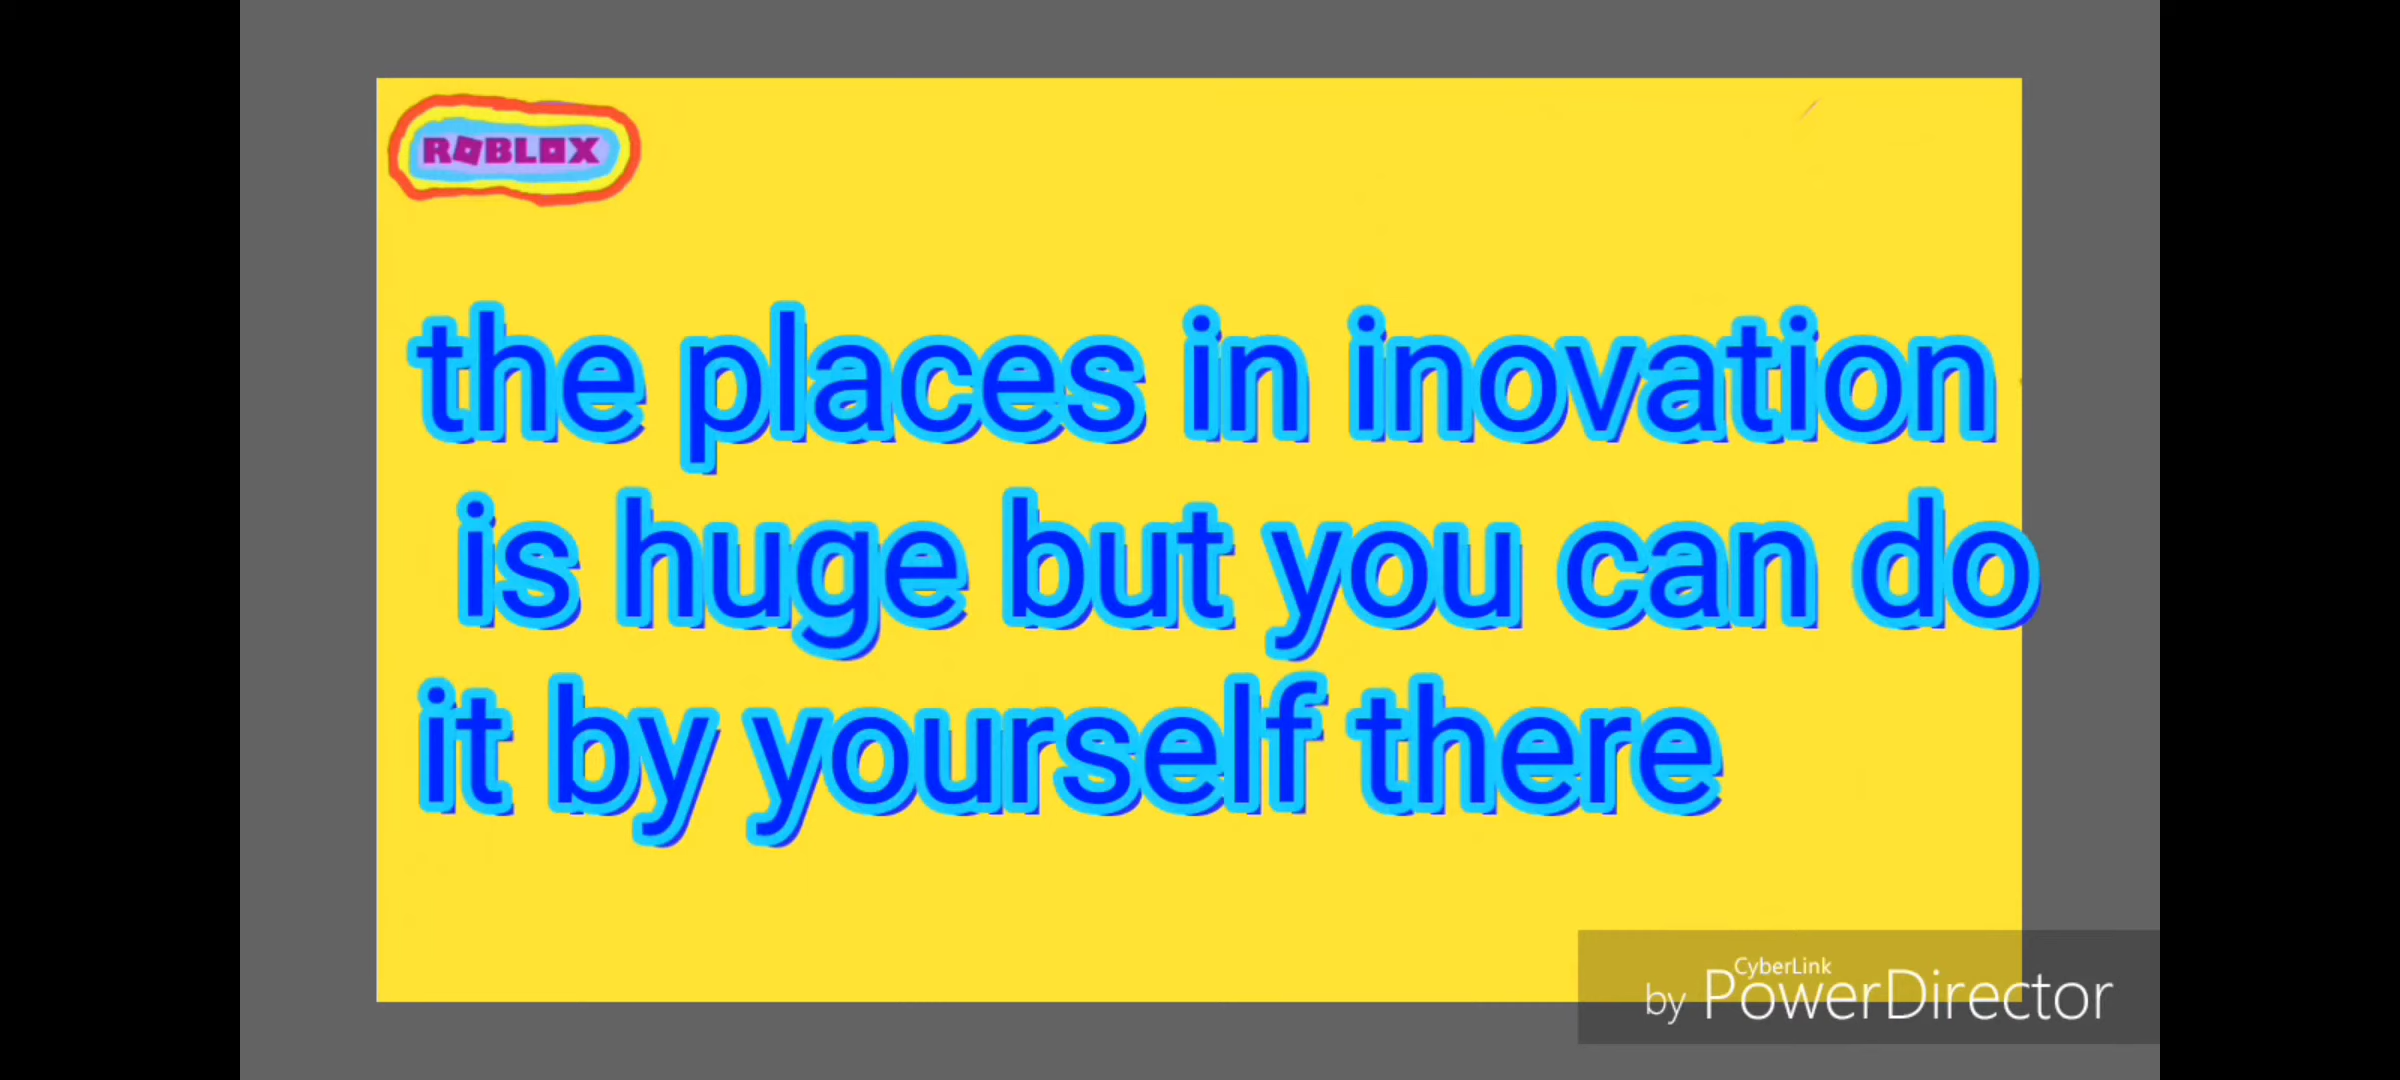 ROBLOX
the places in inovation
is huge but you can do
it by yourself there
CyberLink
by PowerDirector